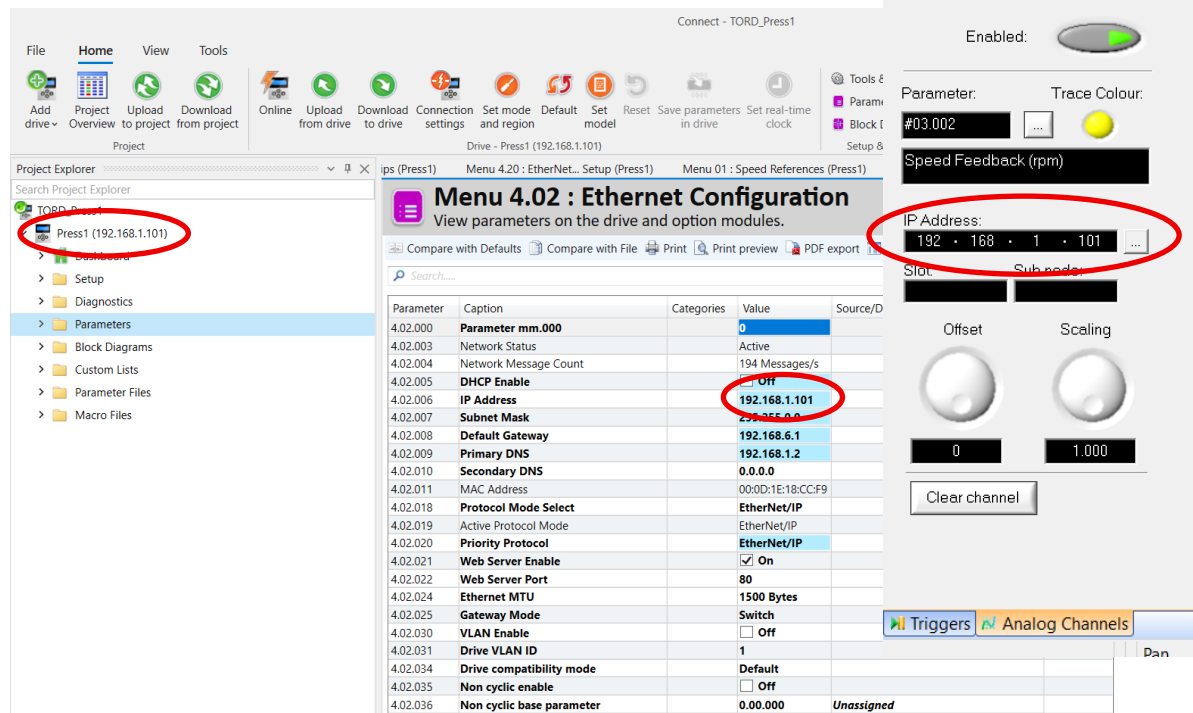 Connect - TORD_Press1
File Home View Tools
Add drive
Project Overview
Upload to project
Download from project
Online
Upload from drive
Download to drive
Connection settings
Set mode and region
Default
Set model
Reset
Save parameters in drive
Set real-time clock
Tools &
Parame
Block D
Project
Drive - Press1 (192.168.1.101)
Setup &
Project Explorer
Search Project Explorer
TORD_Press1
Press1 (192.168.1.101)
Dashboard
Setup
Diagnostics
Parameters
Block Diagrams
Custom Lists
Parameter Files
Macro Files
ips (Press1) Menu 4.20 : EtherNet... Setup (Press1) Menu 01 : Speed References (Press1)
Menu 4.02 : Ethernet Configuration
View parameters on the drive and option modules.
Compare with Defaults Compare with File Print Print preview PDF export
Search....
Parameter Caption Categories Value Source/D
4.02.000 Parameter mm.000 0
4.02.003 Network Status Active
4.02.004 Network Message Count 194 Messages/s
4.02.005 DHCP Enable Off
4.02.006 IP Address 192.168.1.101
4.02.007 Subnet Mask 255.255.0.0
4.02.008 Default Gateway 192.168.6.1
4.02.009 Primary DNS 192.168.1.2
4.02.010 Secondary DNS 0.0.0.0
4.02.011 MAC Address 00:0D:1E:18:CC:F9
4.02.018 Protocol Mode Select EtherNet/IP
4.02.019 Active Protocol Mode EtherNet/IP
4.02.020 Priority Protocol EtherNet/IP
4.02.021 Web Server Enable On
4.02.022 Web Server Port 80
4.02.024 Ethernet MTU 1500 Bytes
4.02.025 Gateway Mode Switch
4.02.030 VLAN Enable Off
4.02.031 Drive VLAN ID 1
4.02.034 Drive compatibility mode Default
4.02.035 Non cyclic enable Off
4.02.036 Non cyclic base parameter 0.00.000 Unassigned
Enabled:
Parameter: Trace Colour:
#03.002 ...
Speed Feedback (rpm)
IP Address:
192 . 168 . 1 . 101 ...
Slot: Sub node:
Offset Scaling
0 1.000
Clear channel
Triggers Analog Channels
Pan